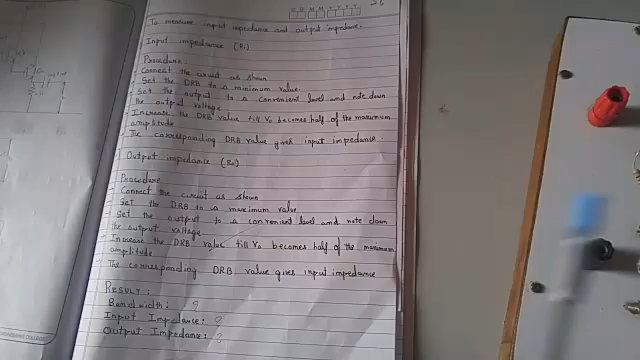 To measure input impedance and output impedance.
Input impedance (Ri)
Procedure:
Connect the circuit as shown
Set the DRB to a minimum value.
Set the output to a convenient level and note down
the output voltage
Increase the DRB value till Vo becomes half of the maximum
amplitude
The corresponding DRB value gives input impedance
Output impedance (Ro)
Procedure
Connect the circuit as shown
Set the DRB to a maximum value
Set the output to a convenient level and note down
the output voltage
Increase the DRB value till Vo becomes half of the maximum
amplitude
The corresponding DRB value gives input impedance
RESULT:
Bandwidth: ?
Input Impedance: ?
Output Impedance: ?